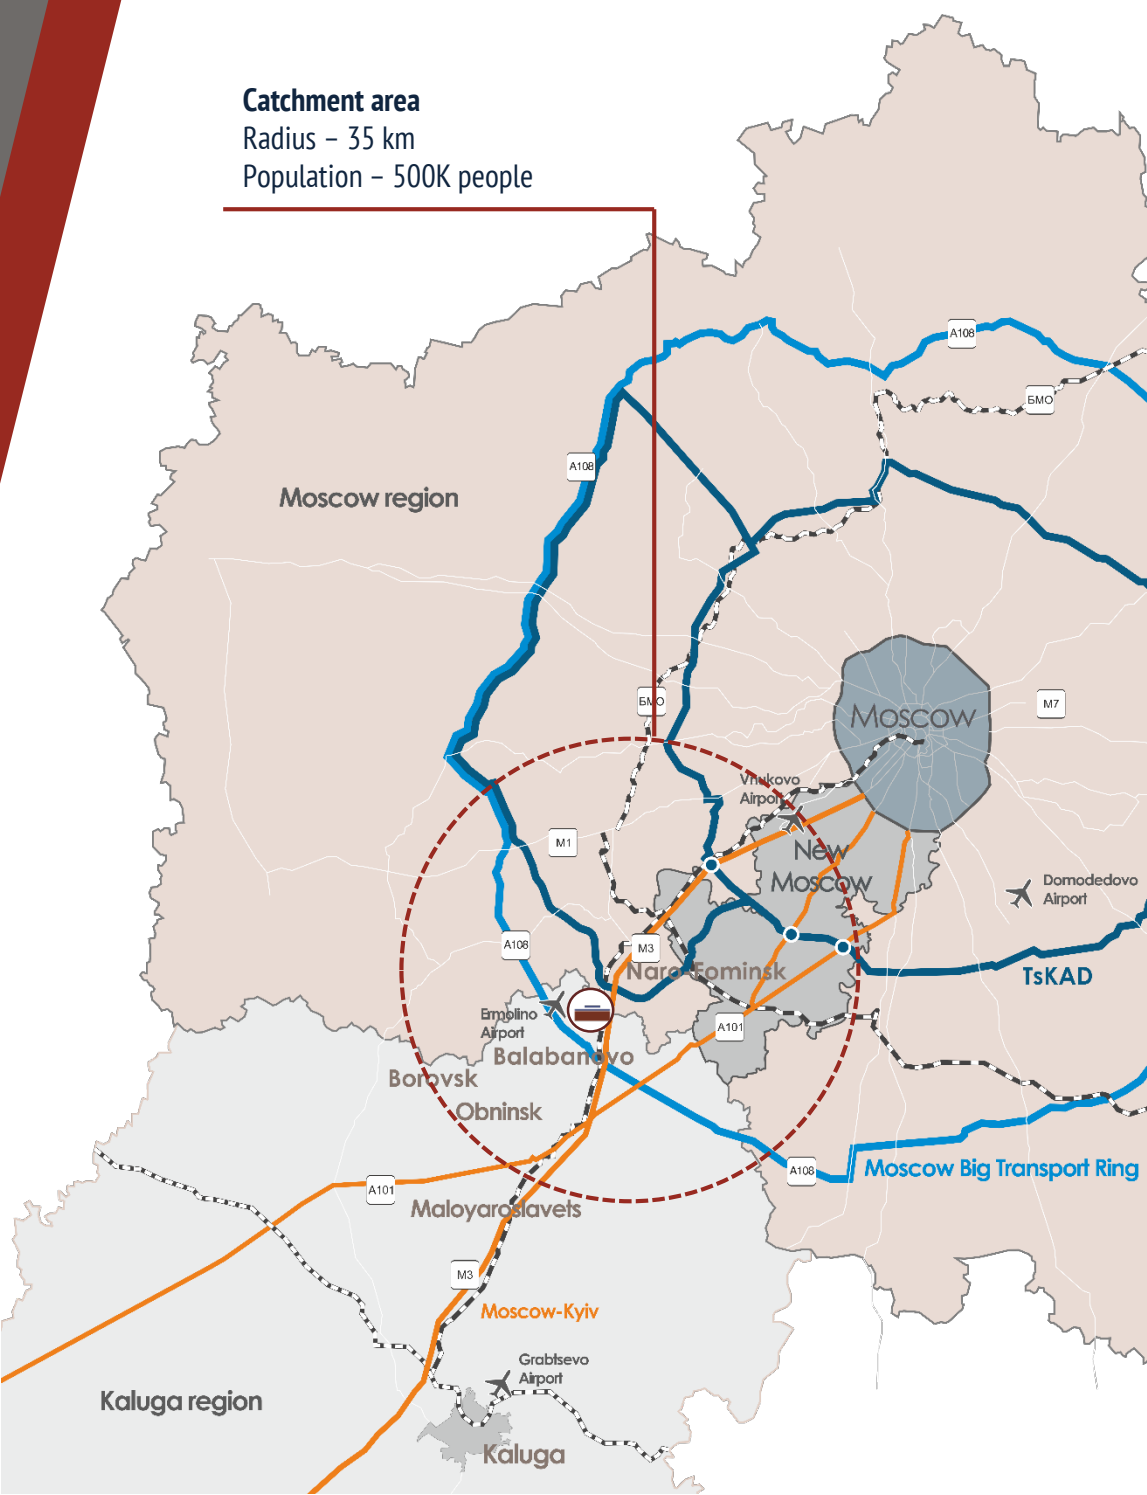 Catchment area
Radius – 35 km
Population – 500K people
A108
БМО
A108
Moscow region
БМО
M7
Moscow
Vnukovo
Airport
M1
New
Moscow
Domodedovo
Airport
A108
M3
Naro-Fominsk
TsKAD
Ermolino
Airport
A101
Balabanovo
Borovsk
Obninsk
A108
Moscow Big Transport Ring
A101
Maloyaroslavets
M3
Moscow-Kyiv
Grabtsevo
Airport
Kaluga region
Kaluga